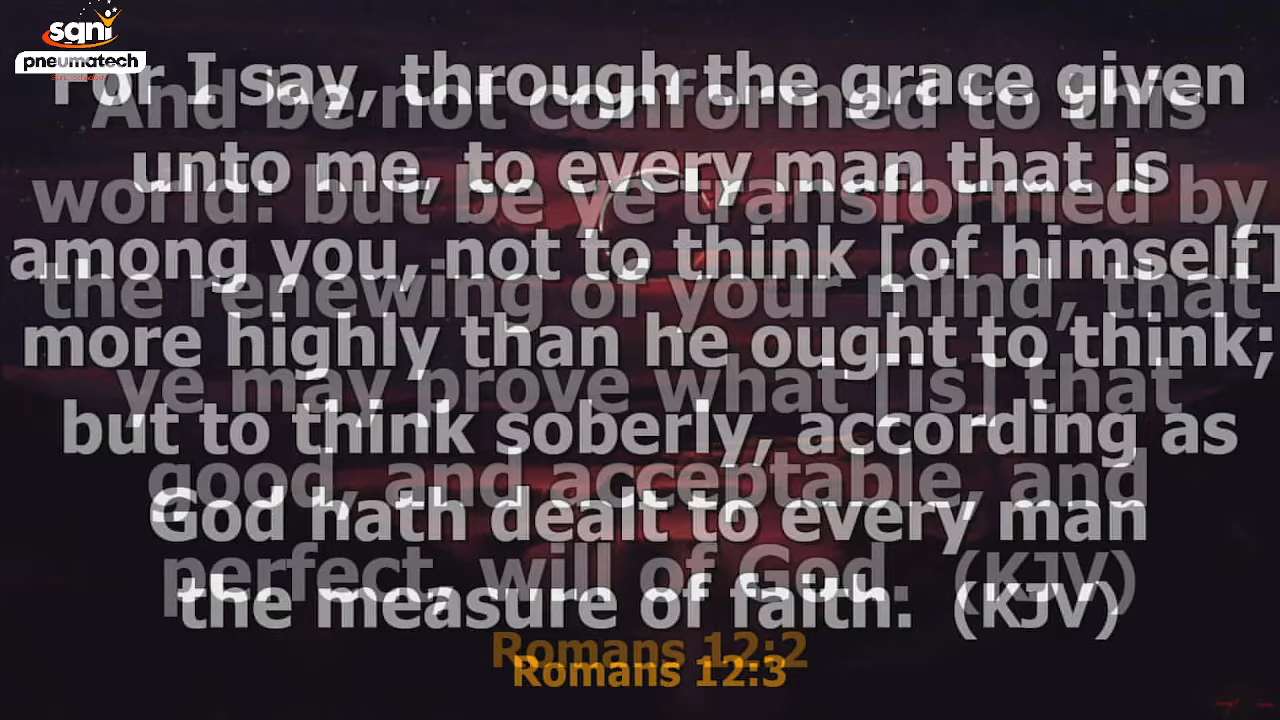 sqni
pneumatech
For I say, through the grace given
unto me, to every man that is
among you, not to think [of himself]
more highly than he ought to think;
but to think soberly, according as
God hath dealt to every man
the measure of faith. (KJV)
Romans 12:3
And be not conformed to this
world: but be ye transformed by
the renewing of your mind, that
ye may prove what [is] that
good, and acceptable, and
perfect, will of God. (KJV)
Romans 12:2